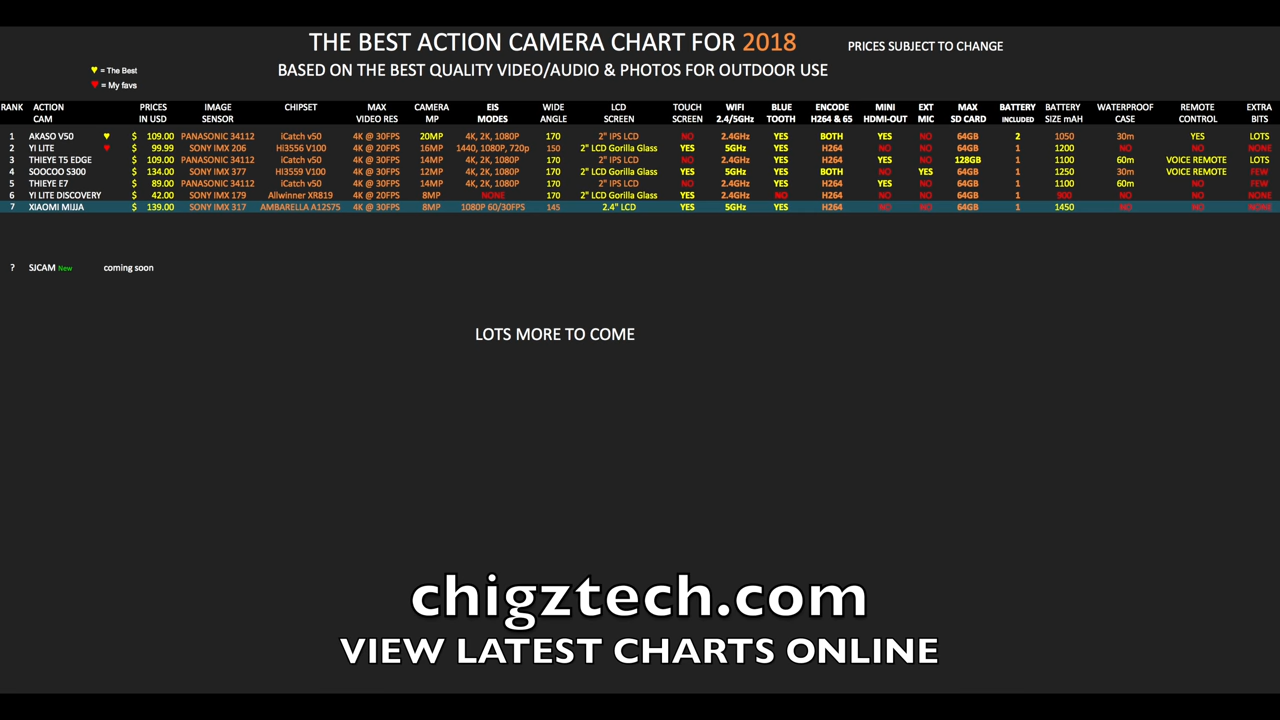 THE BEST ACTION CAMERA CHART FOR 2018
PRICES SUBJECT TO CHANGE
BASED ON THE BEST QUALITY VIDEO/AUDIO & PHOTOS FOR OUTDOOR USE
♥ = The Best
♥ = My favs
RANK ACTION CAM PRICES IN USD IMAGE SENSOR CHIPSET MAX VIDEO RES CAMERA MP EIS MODES WIDE ANGLE LCD SCREEN TOUCH SCREEN WIFI 2.4/5GHz BLUE TOOTH ENCODE H264 & 65 MINI HDMI-OUT EXT MIC MAX SD CARD BATTERY INCLUDED BATTERY SIZE mAH WATERPROOF CASE REMOTE CONTROL EXTRA BITS
1 AKASO V50 ♥ $ 109.00 PANASONIC 34112 iCatch v50 4K @ 30FPS 20MP 4K, 2K, 1080P 170 2" IPS LCD NO 2.4GHz YES BOTH YES NO 64GB 2 1050 30m YES LOTS
2 YI LITE ♥ $ 99.99 SONY IMX 206 Hi3556 V100 4K @ 20FPS 16MP 1440, 1080P, 720p 150 2" LCD Gorilla Glass YES 5GHz YES H264 NO NO 64GB 1 1200 NO NO NONE
3 THIEYE T5 EDGE $ 109.00 PANASONIC 34112 iCatch v50 4K @ 30FPS 14MP 4K, 2K, 1080P 170 2" IPS LCD NO 2.4GHz YES H264 YES NO 128GB 1 1100 60m VOICE REMOTE LOTS
4 SOOCOO S300 $ 134.00 SONY IMX 377 HI3559 V100 4K @ 30FPS 12MP 4K, 2K, 1080P 170 2" LCD Gorilla Glass YES 2.4GHz YES BOTH NO YES 64GB 1 1250 30m VOICE REMOTE FEW
5 THIEYE E7 $ 89.00 PANASONIC 34112 iCatch v50 4K @ 30FPS 14MP 4K, 2K, 1080P 170 2" IPS LCD NO 2.4GHz YES H264 YES NO 64GB 1 1100 60m NO FEW
6 YI LITE DISCOVERY $ 42.00 SONY IMX 179 Allwinner XR819 4K @ 20FPS 8MP NONE 170 2" LCD Gorilla Glass YES 2.4GHz NO H264 NO NO 64GB 1 900 NO NO NONE
7 XIAOMI MIJJA $ 139.00 SONY IMX 317 AMBARELLA A12S75 4K @ 30FPS 8MP 1080P 60/30FPS 145 2.4" LCD YES 5GHz YES H264 NO NO 64GB 1 1450 NO NO NONE
? SJCAM New coming soon
LOTS MORE TO COME
chigztech.com
VIEW LATEST CHARTS ONLINE